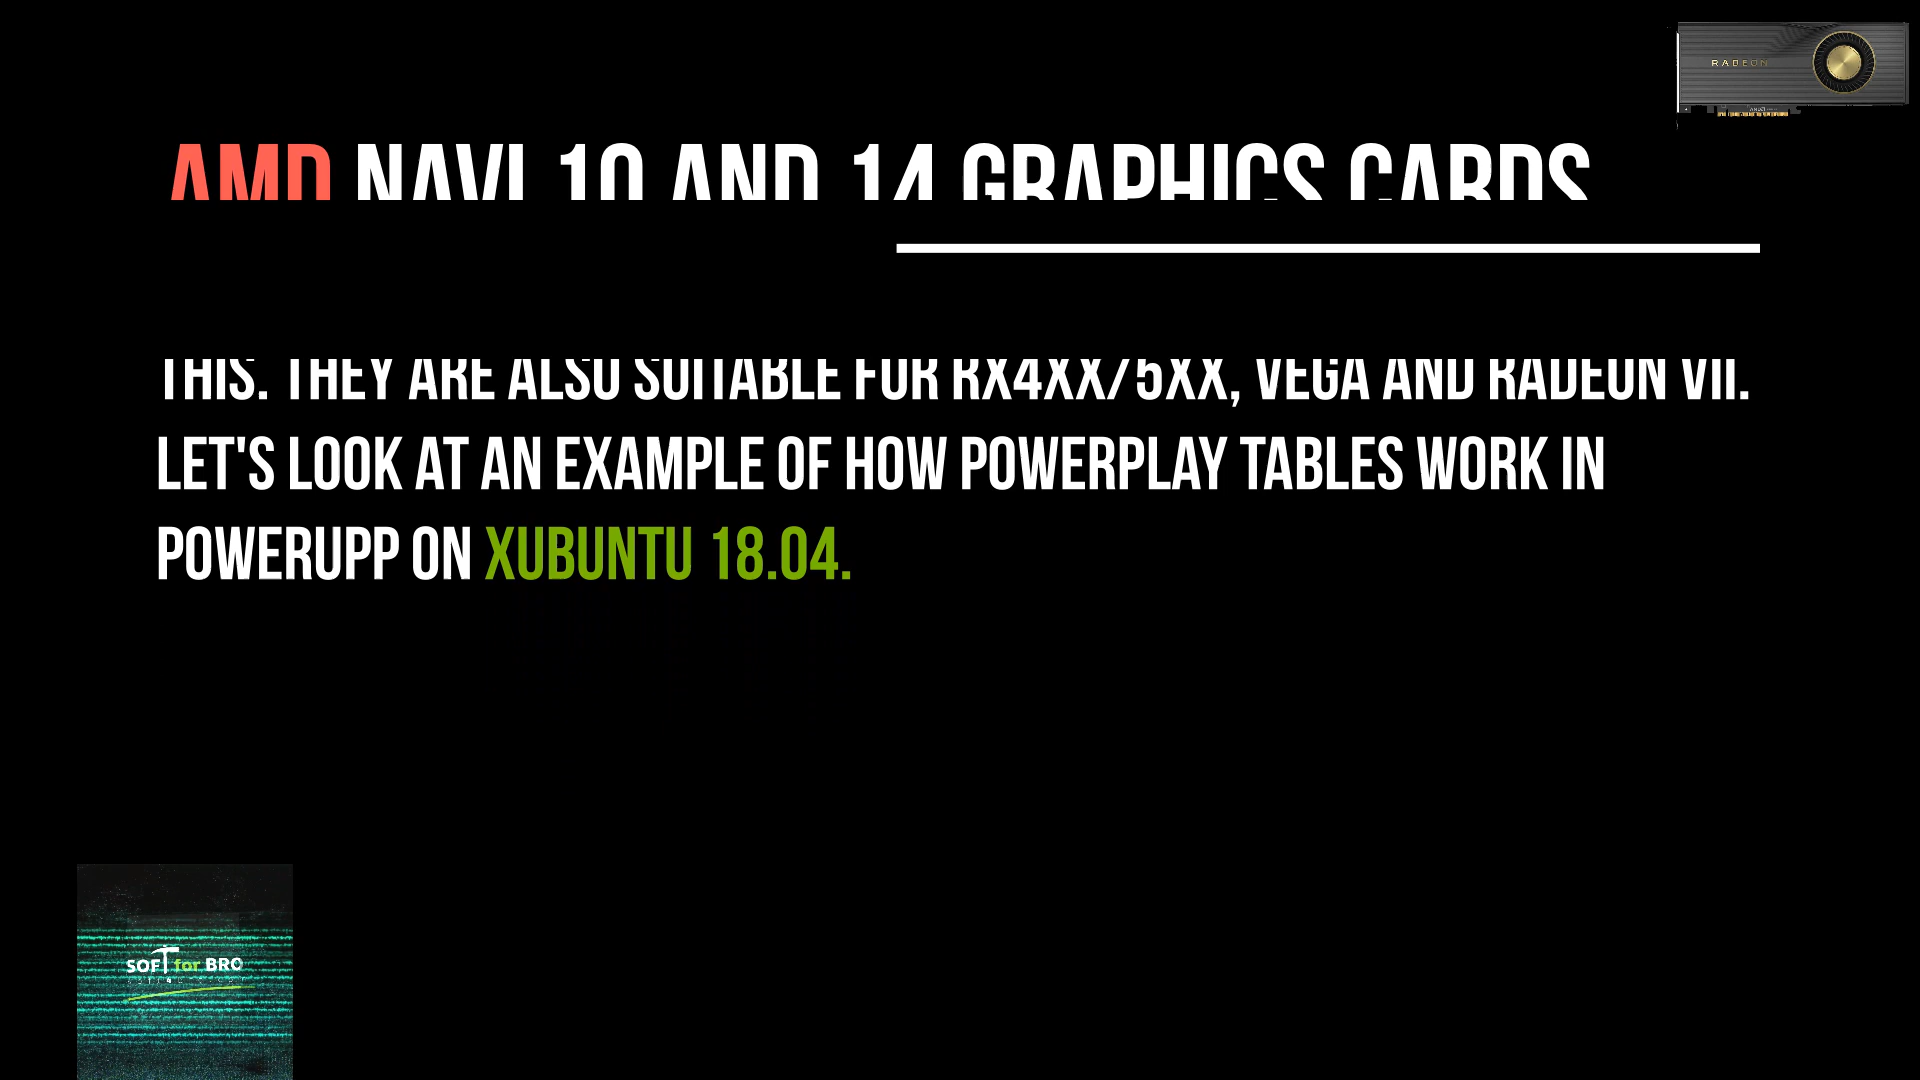 RADEON
AMD NAVI 10 AND 14 GRAPHICS CARDS
THIS. THEY ARE ALSO SUITABLE FOR RX4XX/5XX, VEGA AND RADEON VII.
LET'S LOOK AT AN EXAMPLE OF HOW POWERPLAY TABLES WORK IN
POWERUPP ON XUBUNTU 18.04.
SOFT for BRO